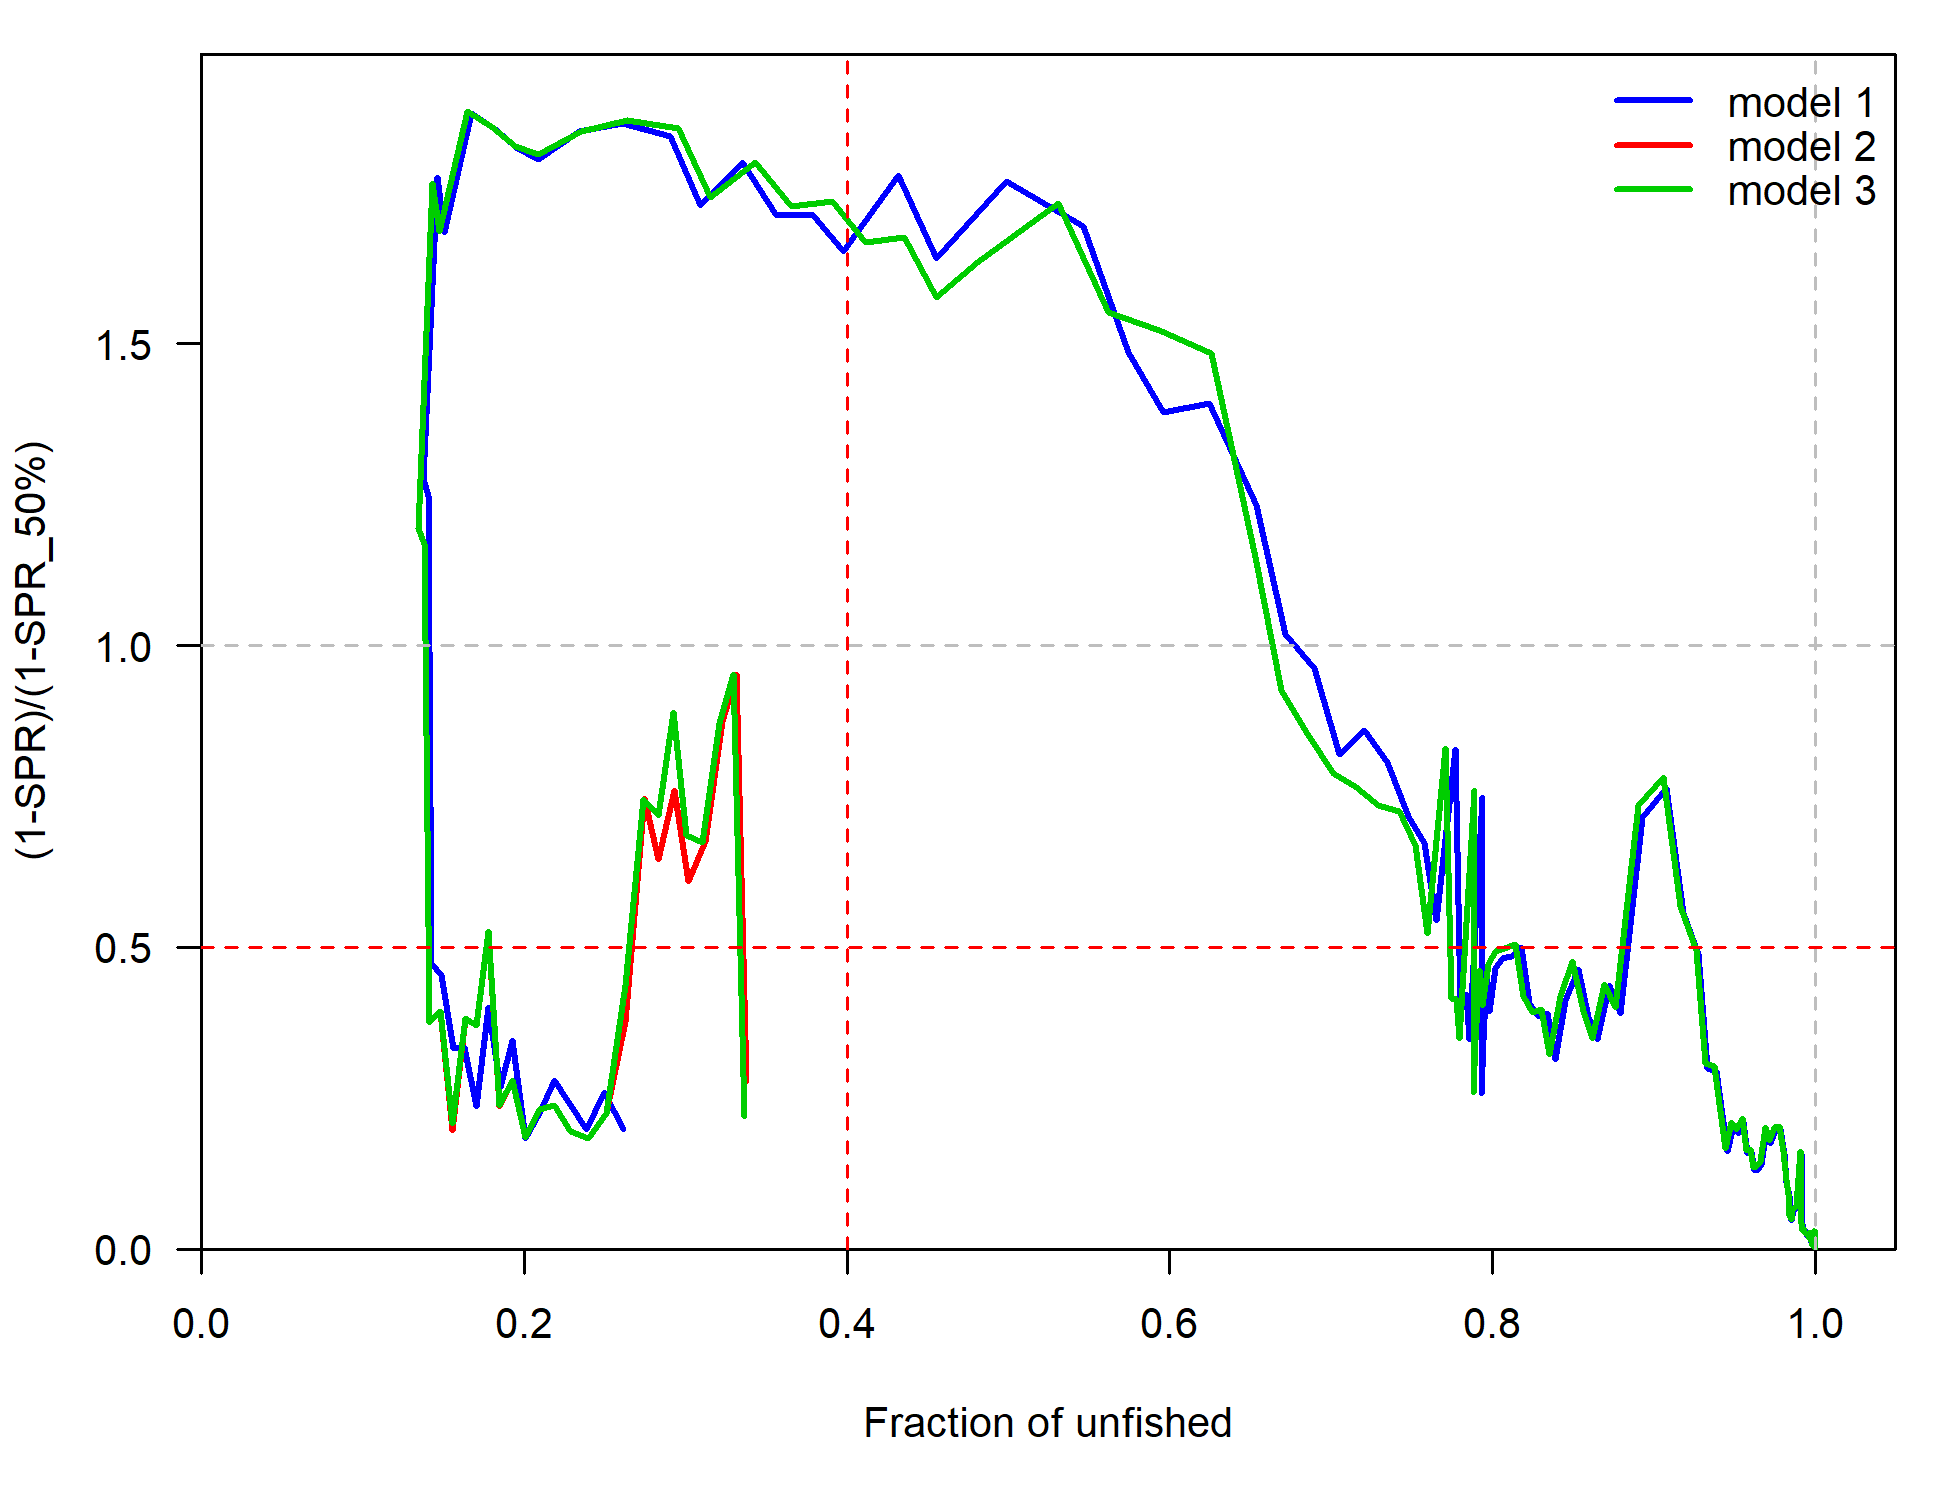 model 1
model 2
model 3
(1-SPR)/(1-SPR_50%)
1.5
1.0
0.5
0.0
0.0 0.2 0.4 0.6 0.8 1.0
Fraction of unfished